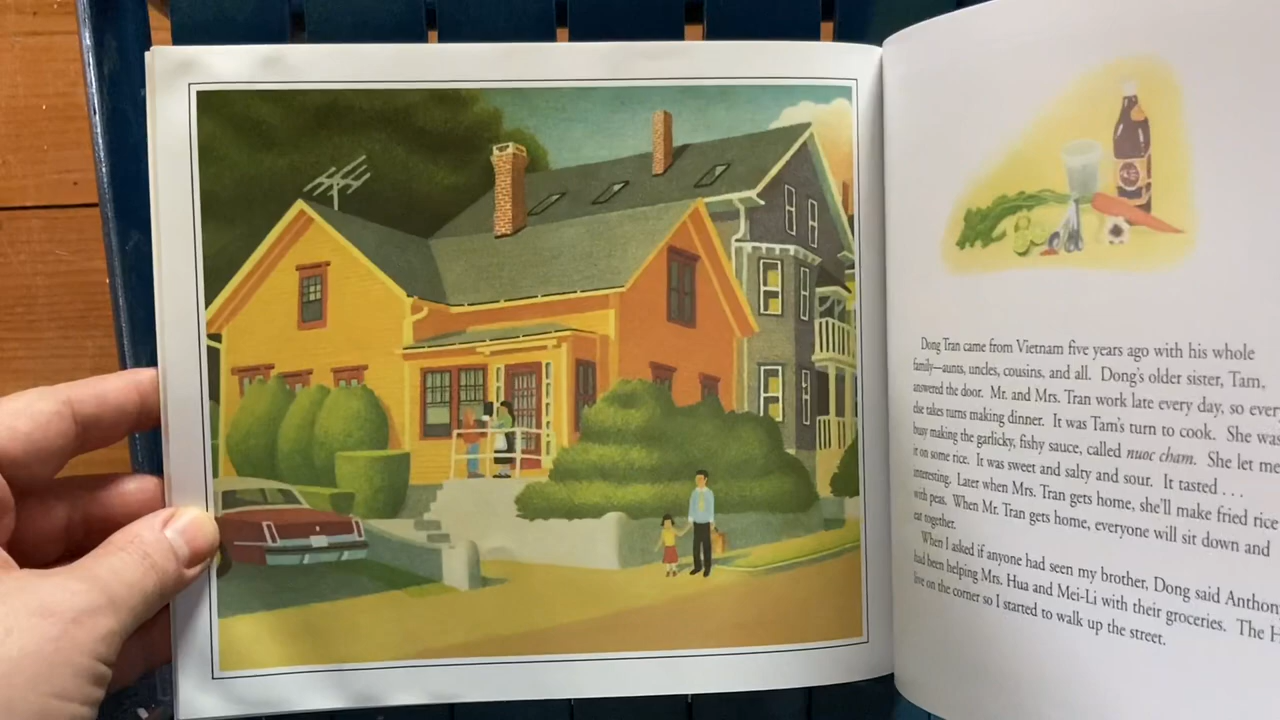 Dong Tran came from Vietnam five years ago with his whole
family—aunts, uncles, cousins, and all. Dong's older sister, Tam,
answered the door. Mr. and Mrs. Tran work late every day, so ever
else takes turns making dinner. It was Tam's turn to cook. She was
busy making the garlicky, fishy sauce, called nuoc cham. She let me
it on some rice. It was sweet and salty and sour. It tasted . . .
interesting. Later when Mrs. Tran gets home, she'll make fried rice
with peas. When Mr. Tran gets home, everyone will sit down and
eat together.
When I asked if anyone had seen my brother, Dong said Anthon
had been helping Mrs. Hua and Mei-Li with their groceries. The H
live on the corner so I started to walk up the street.